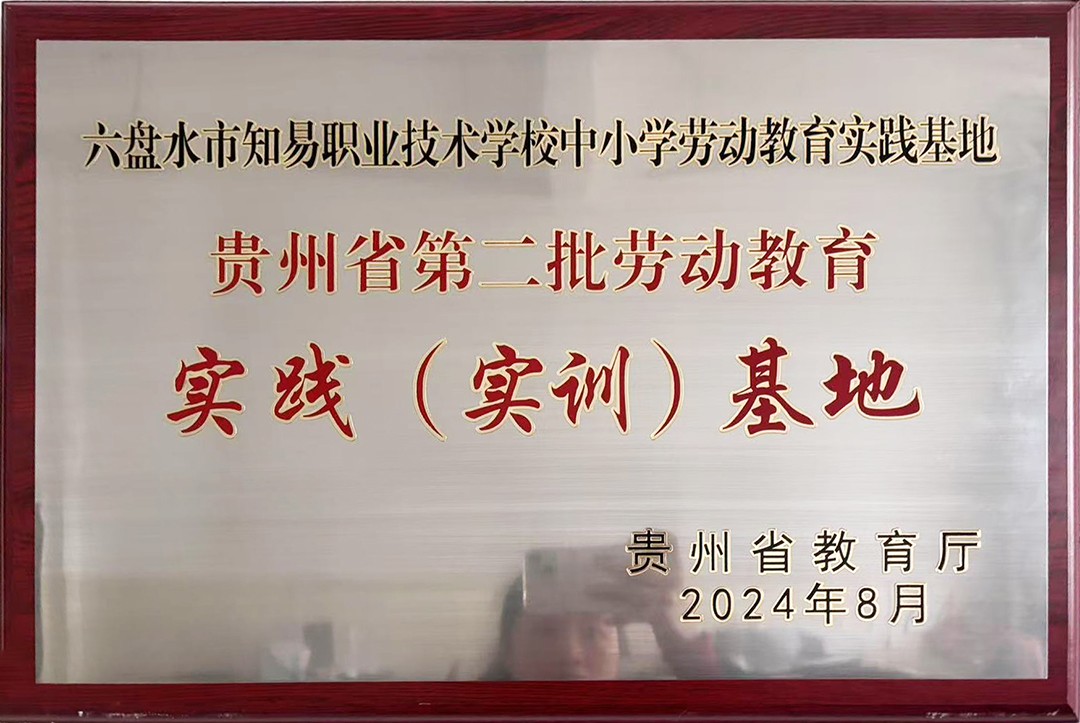 六盘水市知易职业技术学校中小学劳动教育实践基地
贵州省第二批劳动教育
实践（实训）基地
贵州省教育厅
2024年8月